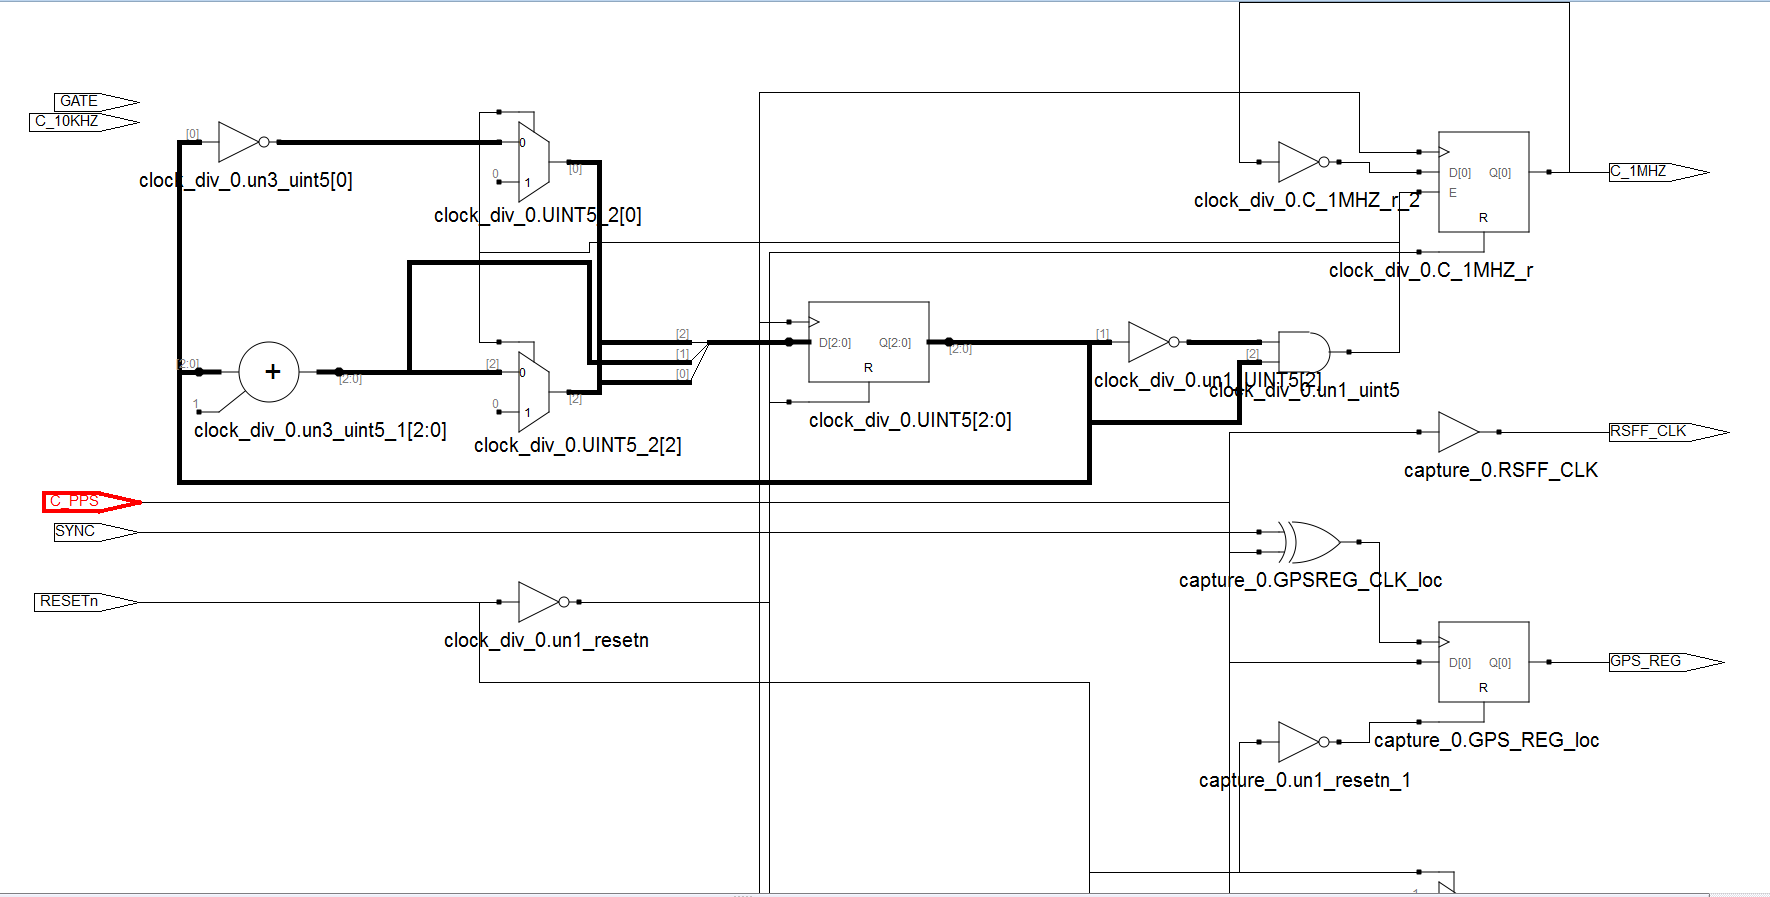 GATE
C_10KHZ
[0]
clock_div_0.un3_uint5[0]
0
0
1
[0]
clock_div_0.UINT5_2[0]
D[0]
Q[0]
E
R
C_1MHZ
clock_div_0.C_1MHZ_r_2
clock_div_0.C_1MHZ_r
[2:0]
+
[2:0]
1
clock_div_0.un3_uint5_1[2:0]
[2]
0
0
1
[2]
clock_div_0.UINT5_2[2]
[2]
[1]
[0]
D[2:0]
Q[2:0]
R
[2:0]
clock_div_0.UINT5[2:0]
[1]
[2]
clock_div_0.un1_UINT5[2]
clock_div_0.un1_uint5
RSFF_CLK
capture_0.RSFF_CLK
C_PPS
SYNC
capture_0.GPSREG_CLK_loc
RESETn
clock_div_0.un1_resetn
D[0]
Q[0]
R
GPS_REG
capture_0.GPS_REG_loc
capture_0.un1_resetn_1